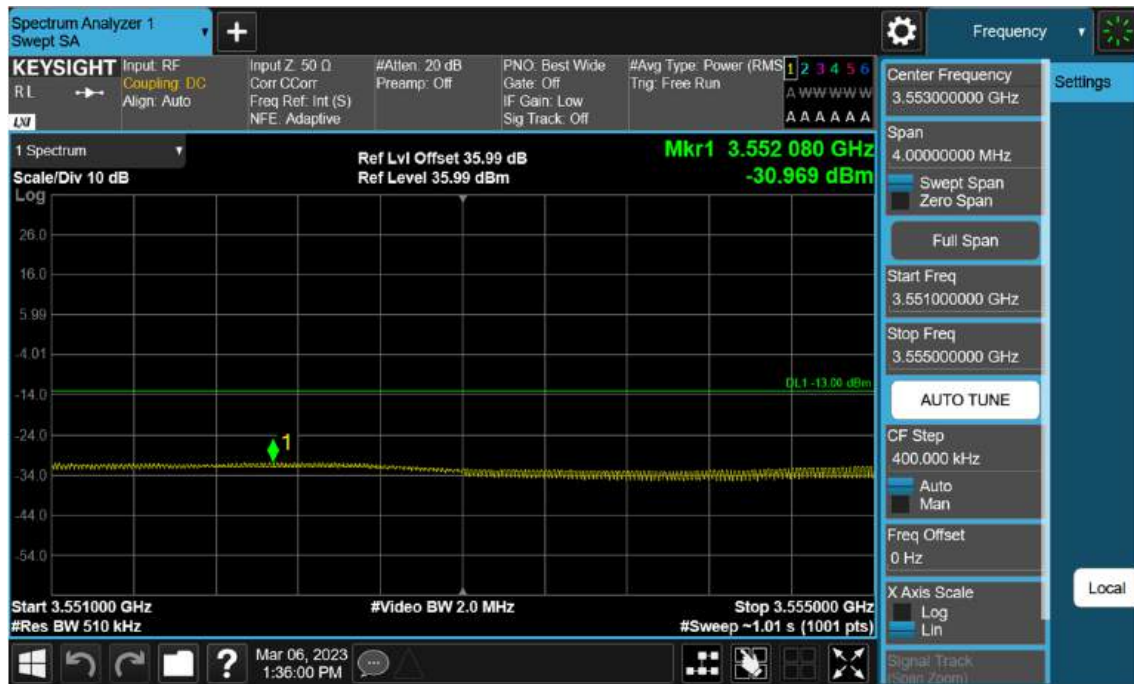 Spectrum Analyzer 1
Swept SA
+
Frequency
KEYSIGHT
R L
LXI
Input: RF
Coupling: DC
Align: Auto
Input Z: 50 Ω
Corr CCorr
Freq Ref: Int (S)
NFE: Adaptive
#Atten: 20 dB
Preamp: Off
PNO: Best Wide
Gate: Off
IF Gain: Low
Sig Track: Off
#Avg Type: Power (RMS
Trig: Free Run
1 2 3 4 5 6
A W W W W W
A A A A A A
1 Spectrum
Scale/Div 10 dB
Ref Lvl Offset 35.99 dB
Ref Level 35.99 dBm
Mkr1 3.552 080 GHz
-30.969 dBm
Log
26.0
16.0
5.99
-4.01
-14.0
-24.0
-34.0
-44.0
-54.0
DL1 -13.00 dBm
1
Start 3.551000 GHz
#Res BW 510 kHz
#Video BW 2.0 MHz
Stop 3.555000 GHz
#Sweep ~1.01 s (1001 pts)
?
Mar 06, 2023
1:36:00 PM
Center Frequency
3.553000000 GHz
Span
4.00000000 MHz
Swept Span
Zero Span
Full Span
Start Freq
3.551000000 GHz
Stop Freq
3.555000000 GHz
AUTO TUNE
CF Step
400.000 kHz
Auto
Man
Freq Offset
0 Hz
X Axis Scale
Log
Lin
Signal Track
(Span Zoom)
Settings
Local